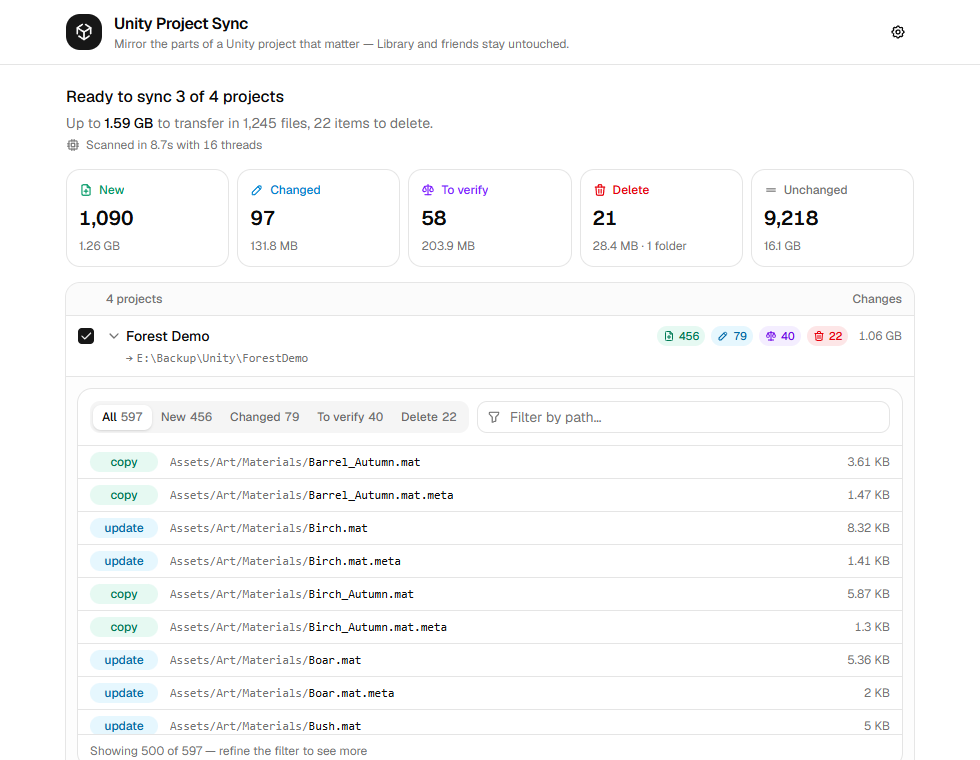 Unity Project Sync
Mirror the parts of a Unity project that matter — Library and friends stay untouched.
Ready to sync 3 of 4 projects
Up to 1.59 GB to transfer in 1,245 files, 22 items to delete.
Scanned in 8.7s with 16 threads
New
1,090
1.26 GB
Changed
97
131.8 MB
To verify
58
203.9 MB
Delete
21
28.4 MB · 1 folder
Unchanged
9,218
16.1 GB
4 projects Changes
Forest Demo 456 79 40 22 1.06 GB
→ E:\Backup\Unity\ForestDemo
All 597 New 456 Changed 79 To verify 40 Delete 22 Filter by path...
copy Assets/Art/Materials/Barrel_Autumn.mat 3.61 KB
copy Assets/Art/Materials/Barrel_Autumn.mat.meta 1.47 KB
update Assets/Art/Materials/Birch.mat 8.32 KB
update Assets/Art/Materials/Birch.mat.meta 1.41 KB
copy Assets/Art/Materials/Birch_Autumn.mat 5.87 KB
copy Assets/Art/Materials/Birch_Autumn.mat.meta 1.3 KB
update Assets/Art/Materials/Boar.mat 5.36 KB
update Assets/Art/Materials/Boar.mat.meta 2 KB
update Assets/Art/Materials/Bush.mat 5 KB
Showing 500 of 597 — refine the filter to see more